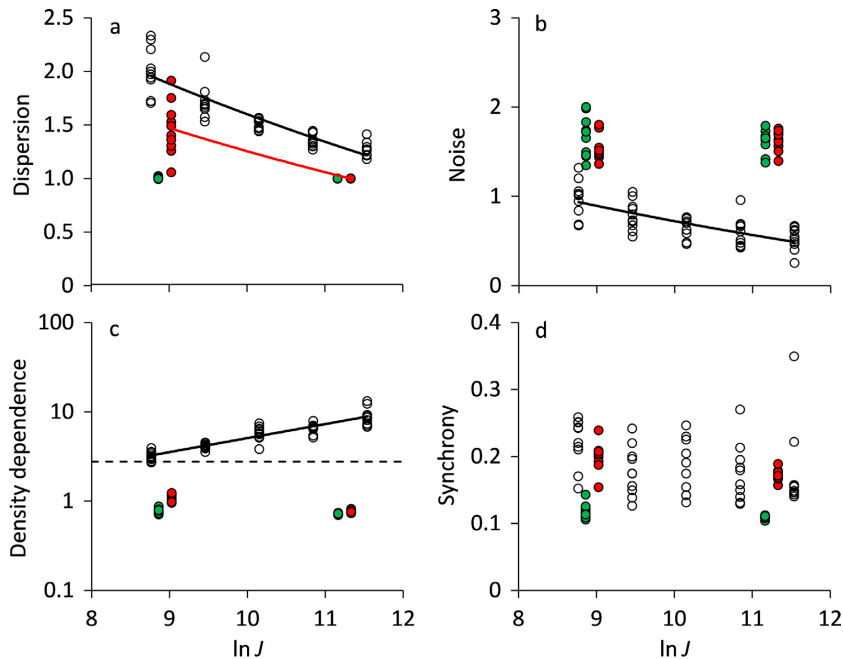 a
2.5
2.0
1.5
1.0
0.5
0
Dispersion
b
3
2
1
0
Noise
c
100
10
1
0.1
Density dependence
8 9 10 11 12
ln J
d
0.4
0.3
0.2
0.1
0
Synchrony
8 9 10 11 12
ln J